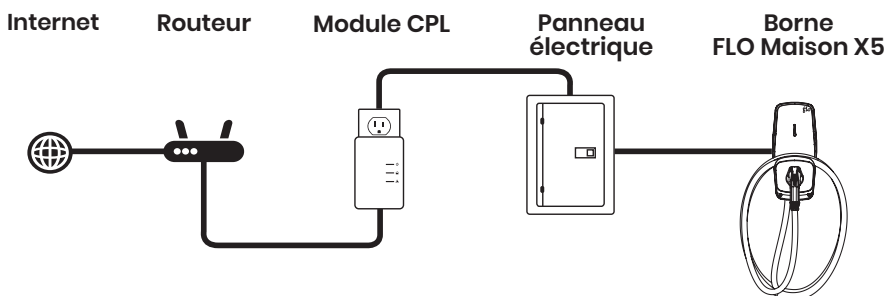 Internet
Routeur
Module CPL
Panneau
électrique
Borne
FLO Maison X5